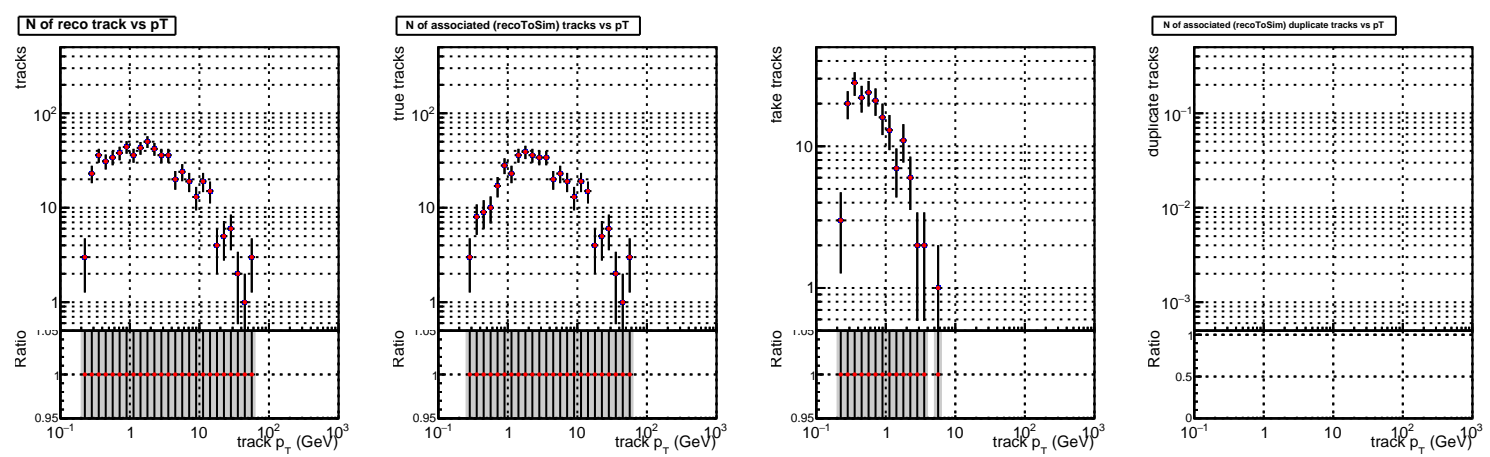 N of reco track vs pT
tracks
10²
10
1
Ratio
1.05
1
0.95
10⁻¹
1
10
10²
10³
track p_T (GeV)
N of associated (recoToSim) tracks vs pT
true tracks
10²
10
1
Ratio
1.05
1
0.95
10⁻¹
1
10
10²
10³
track p_T (GeV)
fake tracks
10
1
Ratio
1.05
1
0.95
10⁻¹
1
10
10²
10³
track p_T (GeV)
N of associated (recoToSim) duplicate tracks vs pT
duplicate tracks
10⁻¹
10⁻²
10⁻³
Ratio
1
0.5
0
10⁻¹
1
10
10²
10³
track p_T (GeV)